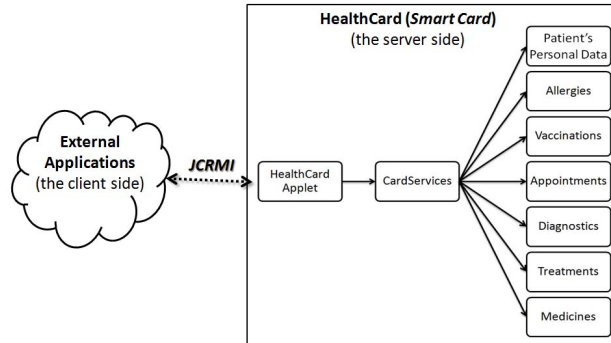 HealthCard (Smart Card)
(the server side)
External
Applications
(the client side)
JCRMI
HealthCard
Applet
CardServices
Patient's
Personal Data
Allergies
Vaccinations
Appointments
Diagnostics
Treatments
Medicines